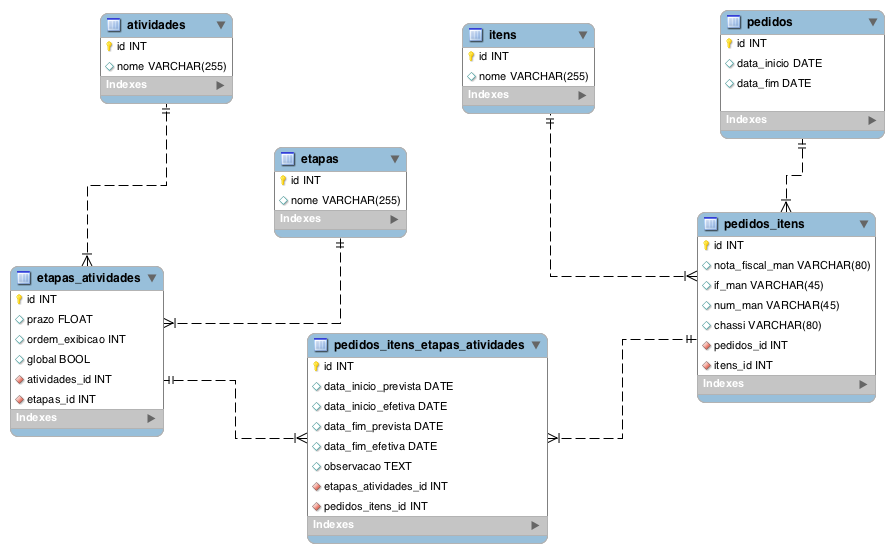 atividades
id INT
nome VARCHAR(255)
Indexes
itens
id INT
nome VARCHAR(255)
Indexes
pedidos
id INT
data_inicio DATE
data_fim DATE
Indexes
etapas
id INT
nome VARCHAR(255)
Indexes
pedidos_itens
id INT
nota_fiscal_man VARCHAR(80)
if_man VARCHAR(45)
num_man VARCHAR(45)
chassi VARCHAR(80)
pedidos_id INT
itens_id INT
Indexes
etapas_atividades
id INT
prazo FLOAT
ordem_exibicao INT
global BOOL
atividades_id INT
etapas_id INT
Indexes
pedidos_itens_etapas_atividades
id INT
data_inicio_prevista DATE
data_inicio_efetiva DATE
data_fim_prevista DATE
data_fim_efetiva DATE
observacao TEXT
etapas_atividades_id INT
pedidos_itens_id INT
Indexes